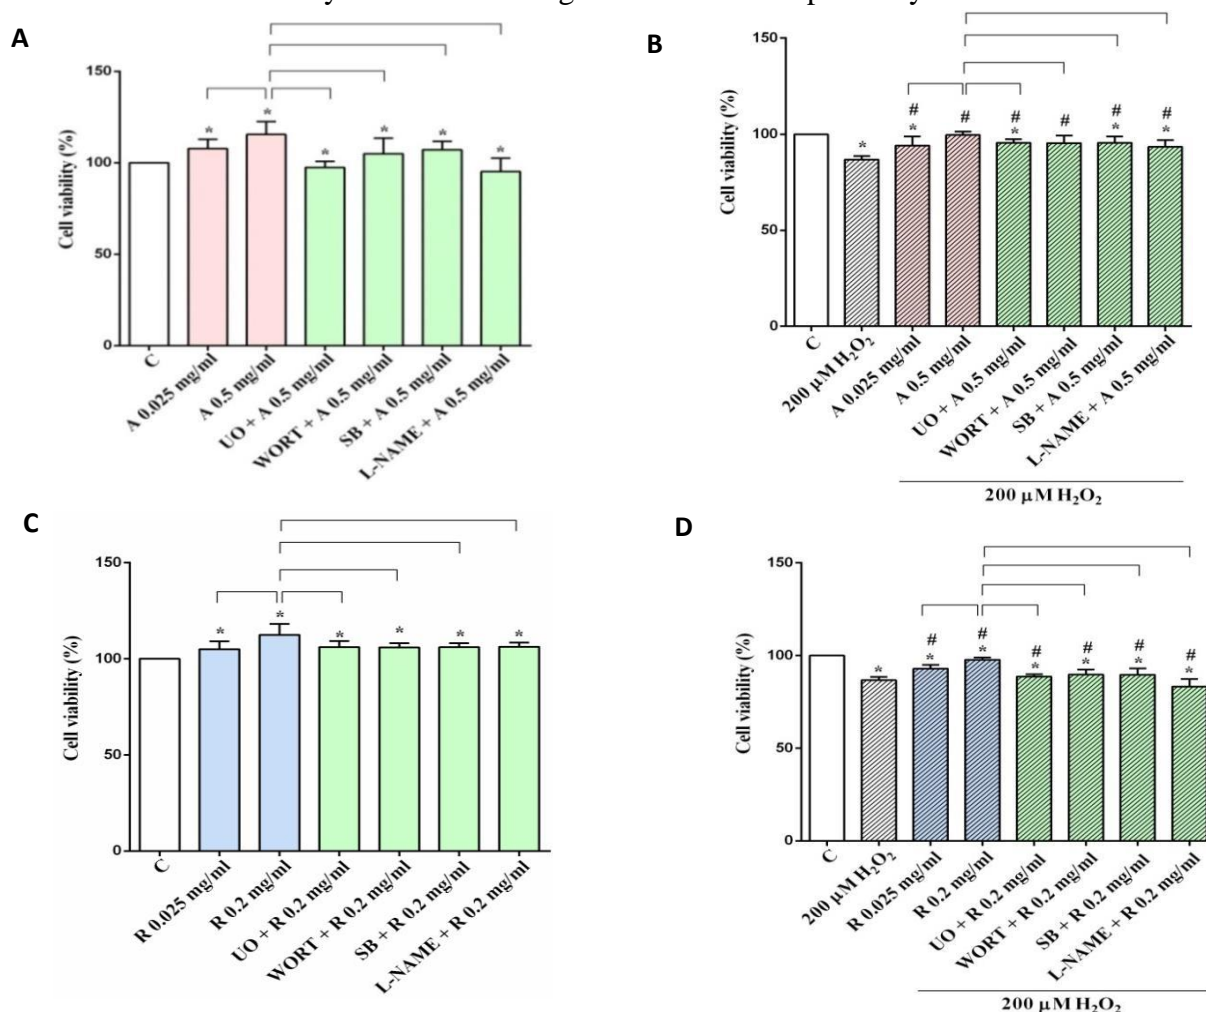 A
Cell viability (%)
150
100
50
0
*
*
*
*
*
*
C
A 0.025 mg/ml
A 0.5 mg/ml
UO + A 0.5 mg/ml
WORT + A 0.5 mg/ml
SB + A 0.5 mg/ml
L-NAME + A 0.5 mg/ml
B
Cell viability (%)
150
100
50
0
*
#
*
#
#
*
#
#
*
#
*
C
200 µM H₂O₂
A 0.025 mg/ml
A 0.5 mg/ml
UO + A 0.5 mg/ml
WORT + A 0.5 mg/ml
SB + A 0.5 mg/ml
L-NAME + A 0.5 mg/ml
200 µM H₂O₂
C
Cell viability (%)
150
100
50
0
*
*
*
*
*
*
C
R 0.025 mg/ml
R 0.2 mg/ml
UO + R 0.2 mg/ml
WORT + R 0.2 mg/ml
SB + R 0.2 mg/ml
L-NAME + R 0.2 mg/ml
D
Cell viability (%)
150
100
50
0
*
#
*
#
*
#
*
#
*
#
*
#
*
C
200 µM H₂O₂
R 0.025 mg/ml
R 0.2 mg/ml
UO + R 0.2 mg/ml
WORT + R 0.2 mg/ml
SB + R 0.2 mg/ml
L-NAME + R 0.2 mg/ml
200 µM H₂O₂